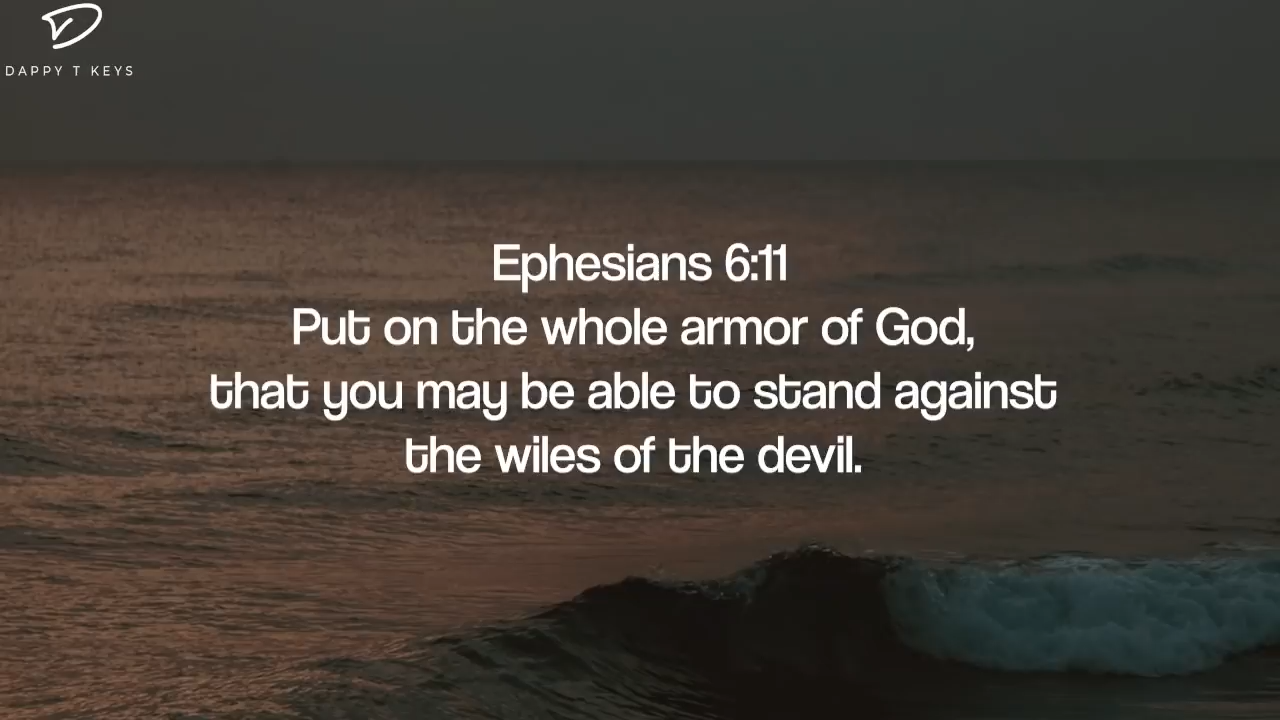 DAPPY T KEYS
Ephesians 6:11
Put on the whole armor of God,
that you may be able to stand against
the wiles of the devil.